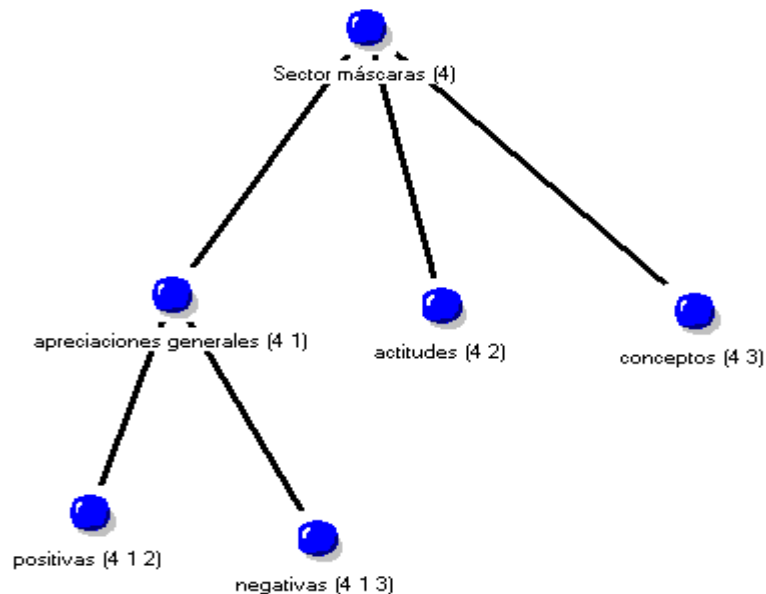 Sector máscaras (4)
apreciaciones generales (4 1)
actitudes (4 2)
conceptos (4 3)
positivas (4 1 2)
negativas (4 1 3)